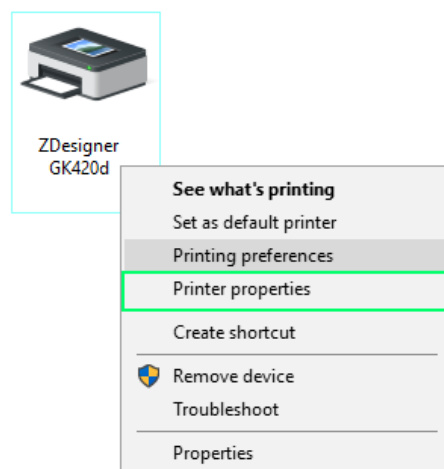 ZDesigner
GK420d
See what's printing
Set as default printer
Printing preferences
Printer properties
Create shortcut
Remove device
Troubleshoot
Properties